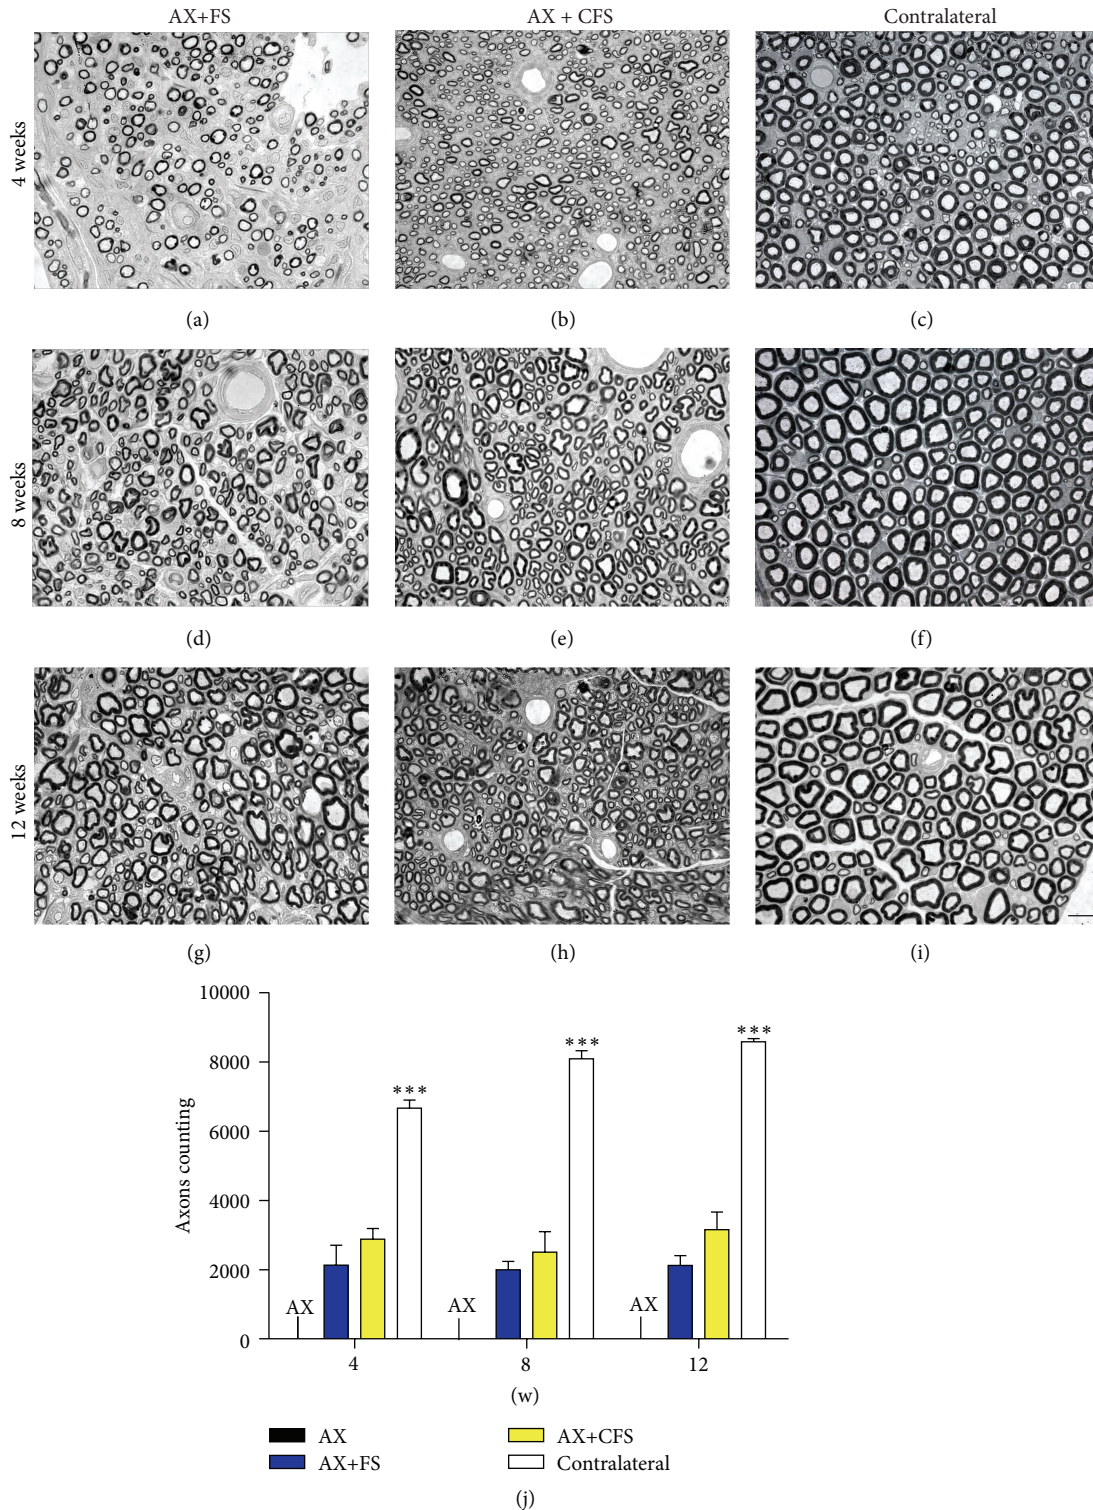 AX+FS AX + CFS Contralateral
4 weeks
(a) (b) (c)
8 weeks
(d) (e) (f)
12 weeks
(g) (h) (i)
10000
8000
6000
4000
2000
0
Axons counting
AX
***
AX
***
AX
***
4 8 12
(w)
AX AX+CFS
AX+FS Contralateral
(j)